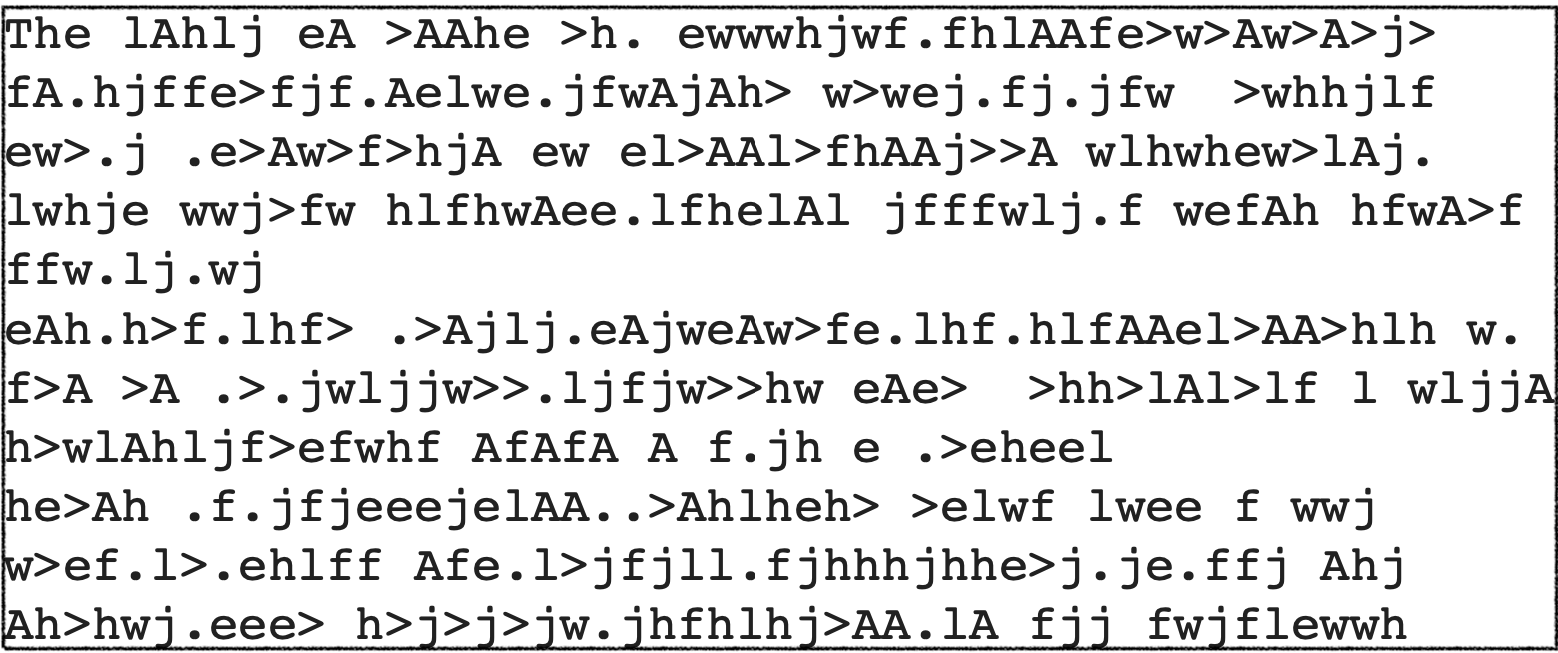 The lAhlj eA >AAhe >h. ewwwhjwf.fhlAAfe>w>Aw>A>j>
fA.hjffe>fjf.Aelwe.jfwAjAh> w>wej.fj.jfw  >whhjlf
ew>.j .e>Aw>f>hjA ew el>AAl>fhAAj>>A wlhwhew>lAj.
lwhje wwj>fw hlfhwAee.lfhelAl jfffwlj.f wefAh hfwA>f
ffw.lj.wj
eAh.h>f.lhf> .>Ajlj.eAjweAw>fe.lhf.hlfAAel>AA>hlh w.
f>A >A .>.jwljjw>>.ljfjw>>hw eAe>  >hh>lAl>lf l wljjA
h>wlAhljf>efwhf AfAfA A f.jh e .>eheel
he>Ah .f.jfjeeejelAA..>Ahlheh> >elwf lwee f wwj
w>ef.l>.ehlff Afe.l>jfjll.fjhhhjhhe>j.je.ffj Ahj
Ah>hwj.eee> h>j>j>jw.jhfhlhj>AA.lA fjj fwjflewwh